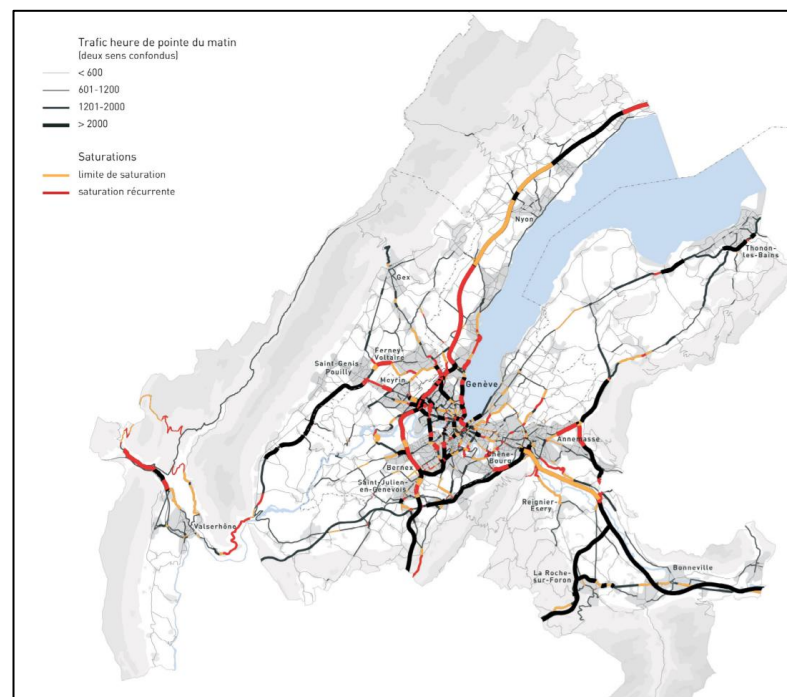 Trafic heure de pointe du matin
(deux sens confondus)
< 600
601-1200
1201-2000
> 2000
Saturations
limite de saturation
saturation récurrente
Nyon
Thonon-
les-Bains
Gex
Ferney-
Voltaire
Saint-Genis-
Pouilly
Meyrin
Genève
Annemasse
Chêne-
Bourg
Bernex
Saint-Julien-
en-Genevois
Reignier-
Esery
Valserhône
La Roche-
sur-Foron
Bonneville